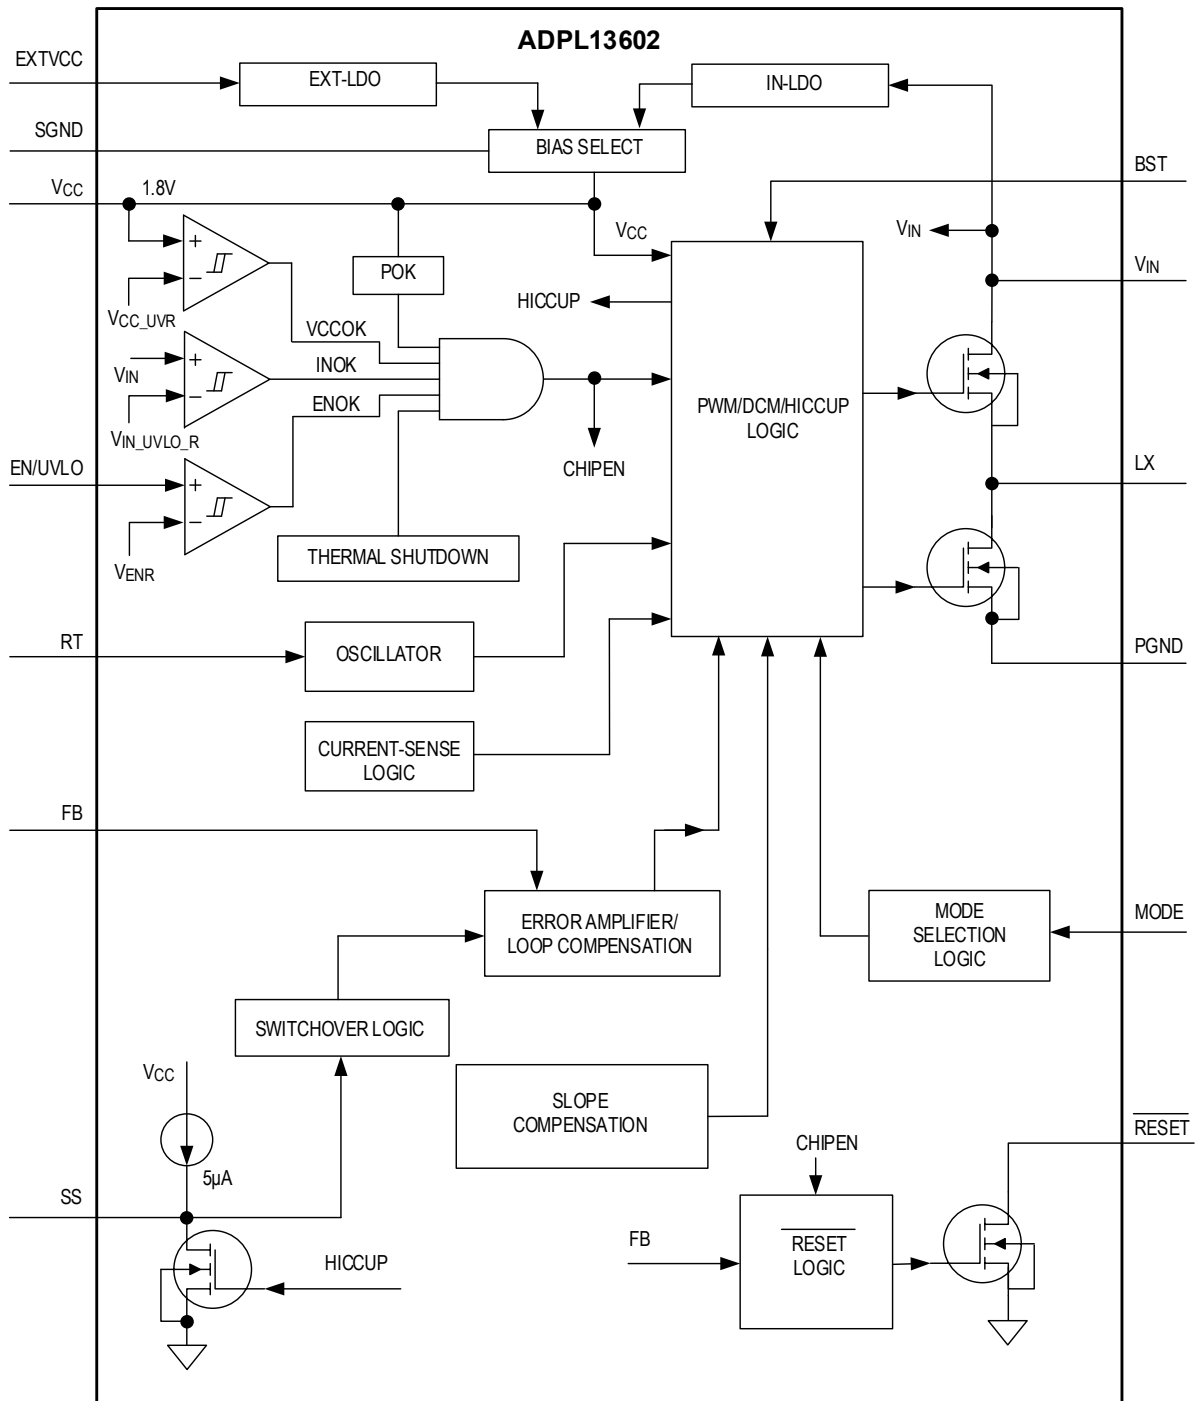 ADPL13602
EXTVCC
EXT-LDO
IN-LDO
SGND
BIAS SELECT
BST
VCC
1.8V
VCC
VIN
VIN
POK
HICCUP
VCC_UVR
VCCOK
INOK
VIN
ENOK
PWM/DCM/HICCUP
LOGIC
VIN_UVLO_R
EN/UVLO
CHIPEN
LX
THERMAL SHUTDOWN
VENR
RT
OSCILLATOR
PGND
CURRENT-SENSE
LOGIC
FB
ERROR AMPLIFIER/
LOOP COMPENSATION
MODE
SELECTION
LOGIC
MODE
SWITCHOVER LOGIC
VCC
SLOPE
COMPENSATION
5µA
SS
CHIPEN
RESET
HICCUP
FB
RESET
LOGIC